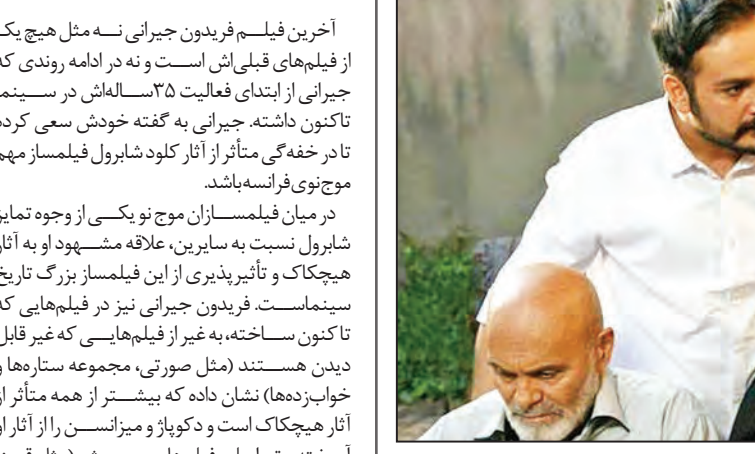 آخرین فیلم فریدون جیرانی نه مثل هیچ یک
از فیلم‌های قبلی‌اش است و نه در ادامه روندی که
جیرانی از ابتدای فعالیت ۳۵ساله‌اش در سینما
تاکنون داشته. جیرانی به گفته خودش سعی کرده
تا در خفه‌گی متأثر از آثار کلود شابرول فیلمساز مهم
موج‌نوی فرانسه باشد.
در میان فیلمسازان موج نو یکی از وجوه تمایز
شابرول نسبت به سایرین، علاقه مشهود او به آثار
هیچکاک و تأثیرپذیری از این فیلمساز بزرگ تاریخ
سینماست. فریدون جیرانی نیز در فیلم‌هایی که
تاکنون ساخته، به غیر از فیلم‌هایی که غیر قابل
دیدن هستند (مثل صورتی، مجموعه ستاره‌ها و
خواب‌زده‌ها) نشان داده که بیشتر از همه متأثر از
آثار هیچکاک است و دکوپاژ و میزانسن را از آثار او